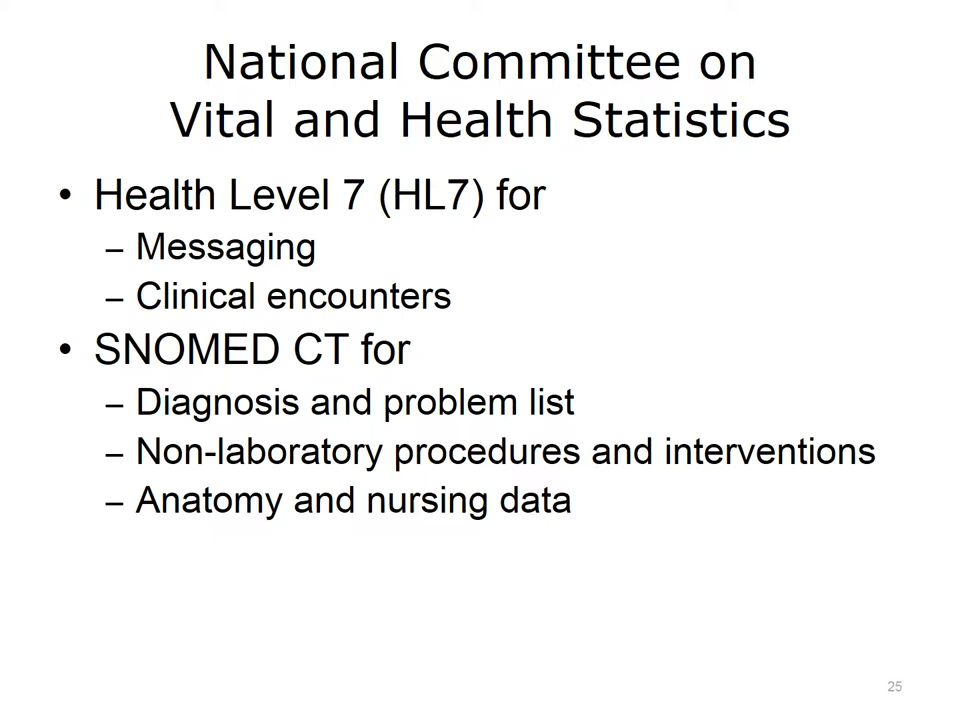 National Committee on
Vital and Health Statistics
• Health Level 7 (HL7) for
– Messaging
– Clinical encounters
• SNOMED CT for
– Diagnosis and problem list
– Non-laboratory procedures and interventions
– Anatomy and nursing data
25